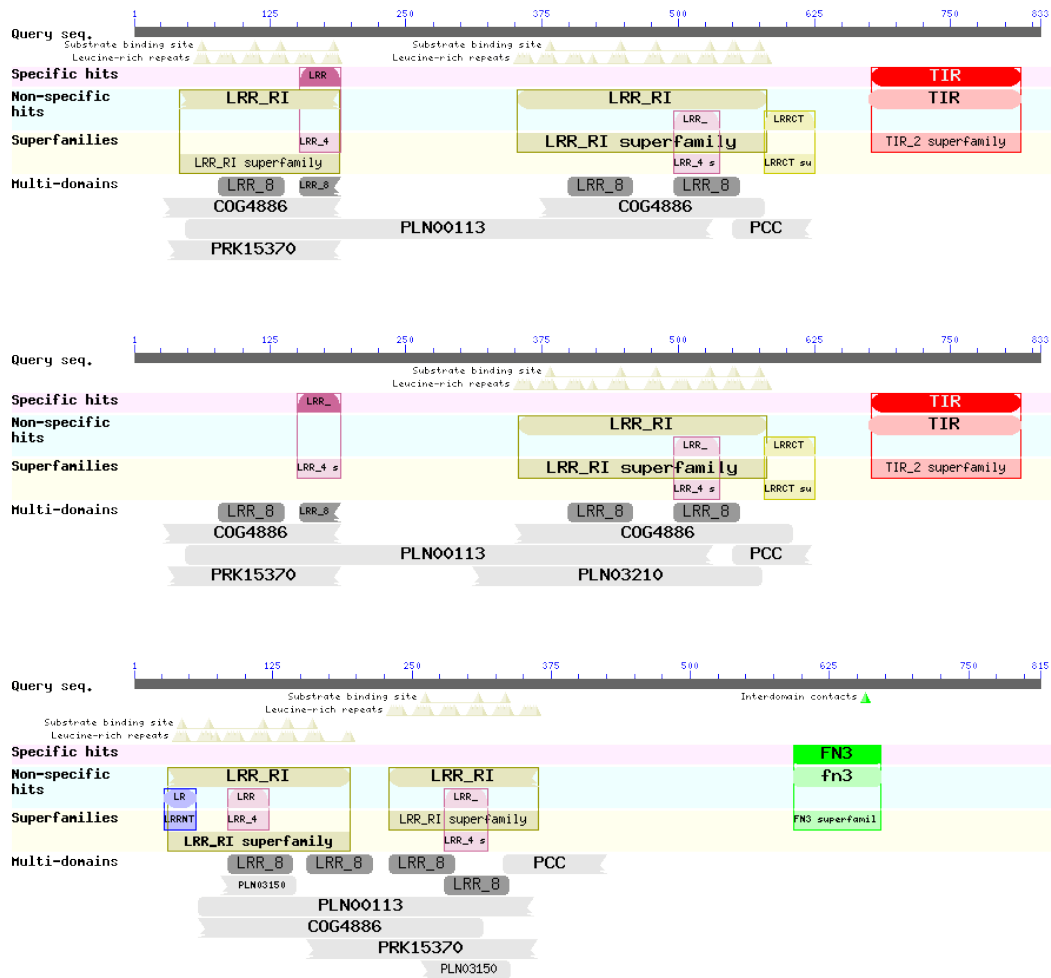 1 125 250 375 500 625 750 833
Query seq.
Substrate binding site Substrate binding site
Leucine-rich repeats Leucine-rich repeats
Specific hits LRR TIR
Non-specific hits LRR_RI LRR_RI TIR
LRR_ LRRCT
Superfamilies LRR_4 LRR_RI superfamily TIR_2 superfamily
LRR_RI superfamily LRR_4 s LRRCT su
Multi-domains LRR_8 LRR_8 LRR_8 LRR_8
COG4886 COG4886
PLN00113 PCC
PRK15370
1 125 250 375 500 625 750 833
Query seq.
Substrate binding site
Leucine-rich repeats
Specific hits LRR_ TIR
Non-specific hits LRR_RI TIR
LRR_ LRRCT
Superfamilies LRR_4 s LRR_RI superfamily TIR_2 superfamily
LRR_4 s LRRCT su
Multi-domains LRR_8 LRR_8 LRR_8 LRR_8
COG4886 COG4886
PLN00113 PCC
PRK15370 PLN03210
1 125 250 375 500 625 750 815
Query seq.
Substrate binding site Interdomain contacts
Leucine-rich repeats
Substrate binding site
Leucine-rich repeats
Specific hits FN3
Non-specific hits LRR_RI LRR_RI fn3
LR LRR LRR_
Superfamilies LRRNT LRR_4 LRR_RI superfamily FN3 superfamil
LRR_RI superfamily LRR_4 s
Multi-domains LRR_8 LRR_8 LRR_8 PCC
PLN03150 LRR_8
PLN00113
COG4886
PRK15370
PLN03150